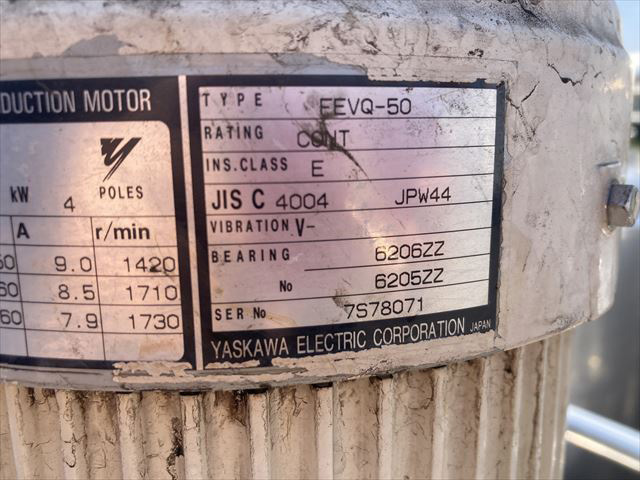 DUCTION MOTOR
kW 4 POLES
A r/min
60 9.0 1420
60 8.5 1710
60 7.9 1730
TYPE FEVQ-50
RATING CONT
INS.CLASS E
JIS C 4004 JPW44
VIBRATION V-
BEARING 6206ZZ
No 6205ZZ
SER No 7S78071
YASKAWA ELECTRIC CORPORATION JAPAN